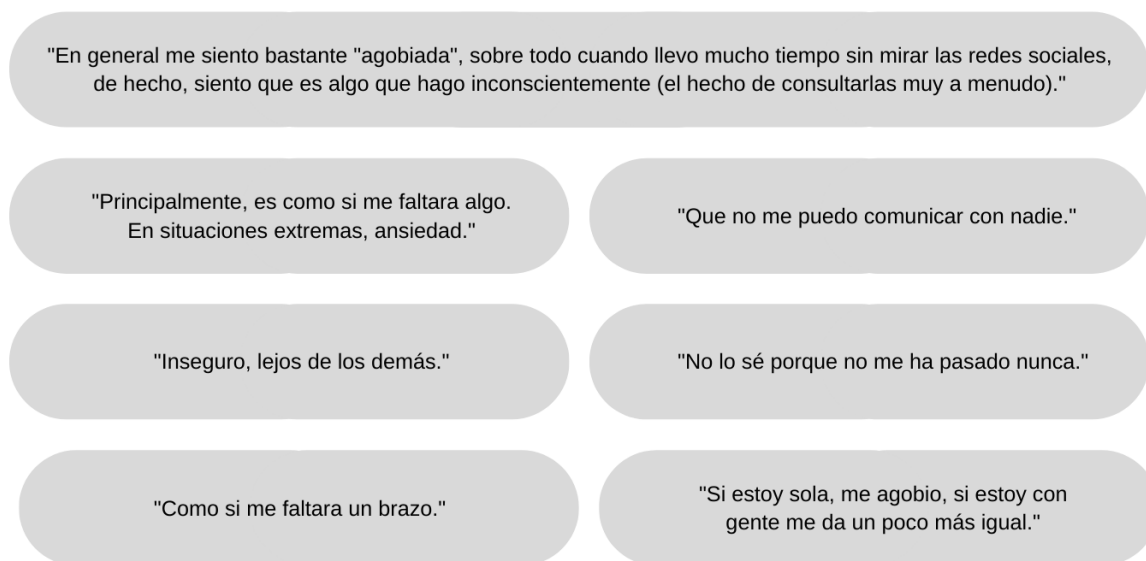 "En general me siento bastante "agobiada", sobre todo cuando llevo mucho tiempo sin mirar las redes sociales,
de hecho, siento que es algo que hago inconscientemente (el hecho de consultarlas muy a menudo)."
"Principalmente, es como si me faltara algo.
En situaciones extremas, ansiedad."
"Que no me puedo comunicar con nadie."
"Inseguro, lejos de los demás."
"No lo sé porque no me ha pasado nunca."
"Como si me faltara un brazo."
"Si estoy sola, me agobio, si estoy con
gente me da un poco más igual."